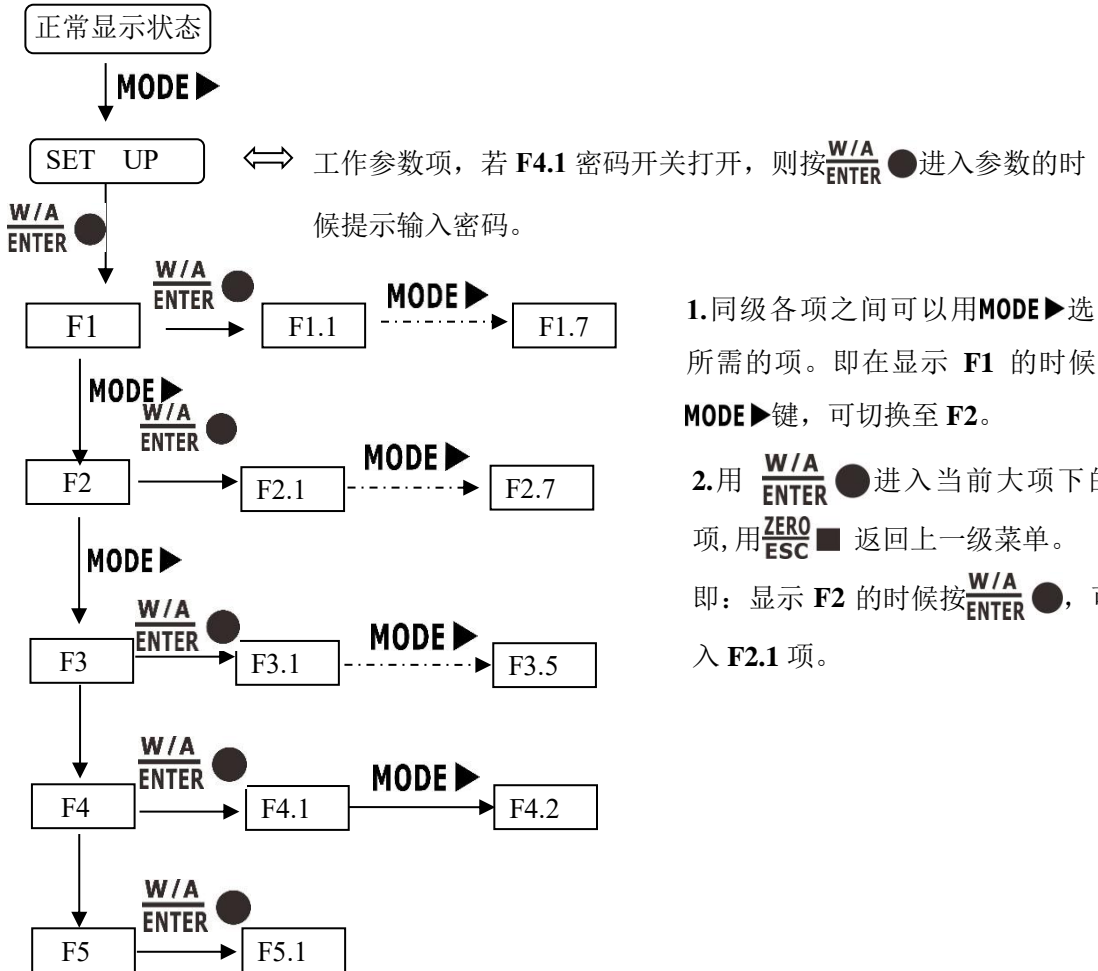 正常显示状态
MODE▶
SET UP ⇔ 工作参数项，若 F4.1 密码开关打开，则按W/A ENTER ●进入参数的时
候提示输入密码。
W/A
ENTER ●
W/A
ENTER ●
MODE▶
F1 F1.1 F1.7
1.同级各项之间可以用MODE▶选
所需的项。即在显示 F1 的时候
MODE▶键，可切换至 F2。
MODE▶
W/A
ENTER ●
MODE▶
F2 F2.1 F2.7
2.用 W/A ENTER ●进入当前大项下
项,用ZERO ESC ■ 返回上一级菜单。
即：显示 F2 的时候按W/A ENTER ●，
入 F2.1 项。
MODE▶
W/A
ENTER ●
MODE▶
F3 F3.1 F3.5
W/A
ENTER ●
MODE▶
F4 F4.1 F4.2
W/A
ENTER ●
F5 F5.1